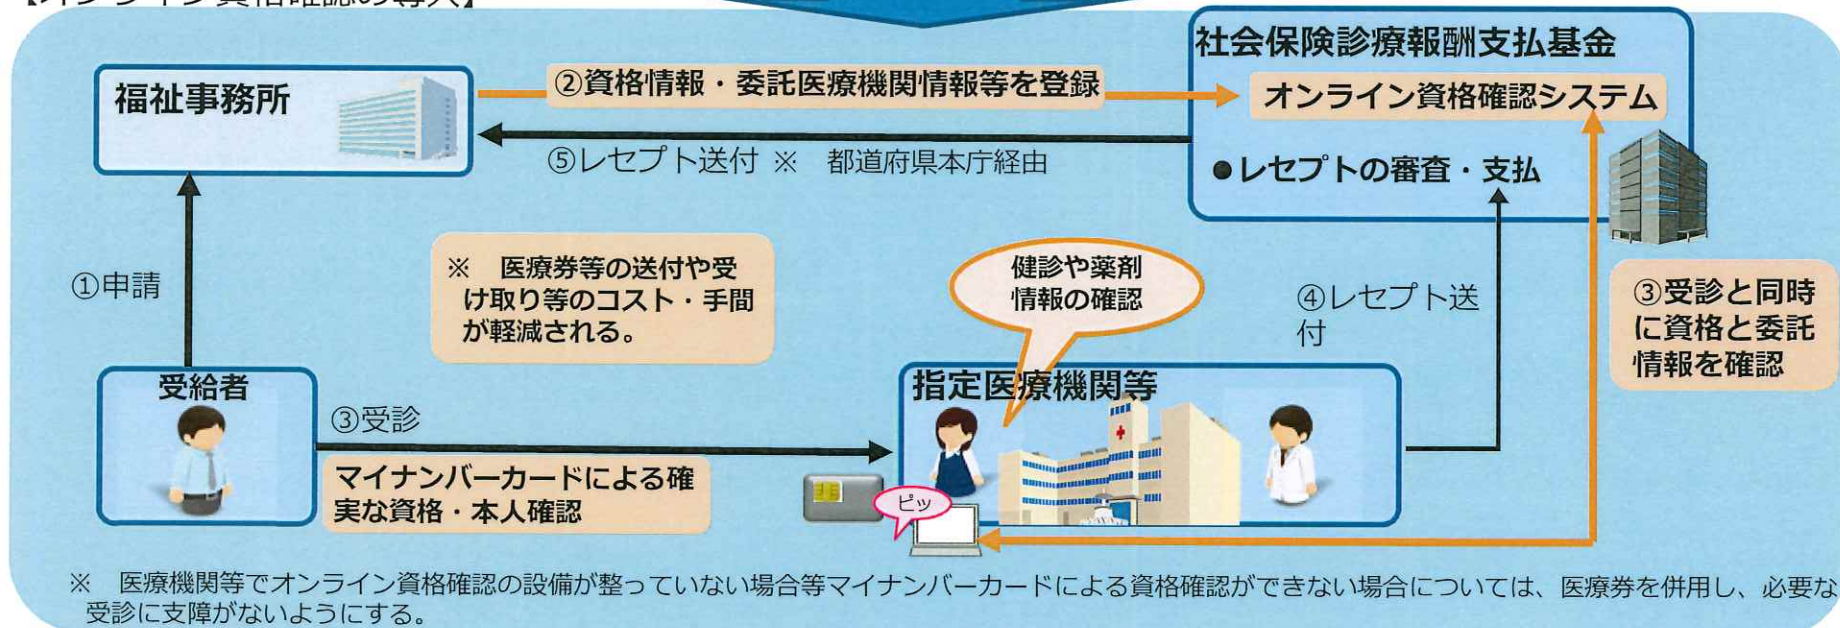 【オンライン資格確認の導入】
社会保険診療報酬支払基金
福祉事務所
②資格情報・委託医療機関情報等を登録
オンライン資格確認システム
⑤レセプト送付 ※ 都道府県本庁経由
●レセプトの審査・支払
①申請
※ 医療券等の送付や受
け取り等のコスト・手間
が軽減される。
健診や薬剤
情報の確認
④レセプト送
付
③受診と同時
に資格と委託
情報を確認
受給者
指定医療機関等
③受診
マイナンバーカードによる確
実な資格・本人確認
ピッ
※ 医療機関等でオンライン資格確認の設備が整っていない場合等マイナンバーカードによる資格確認ができない場合については、医療券を併用し、必要な
受診に支障がないようにする。